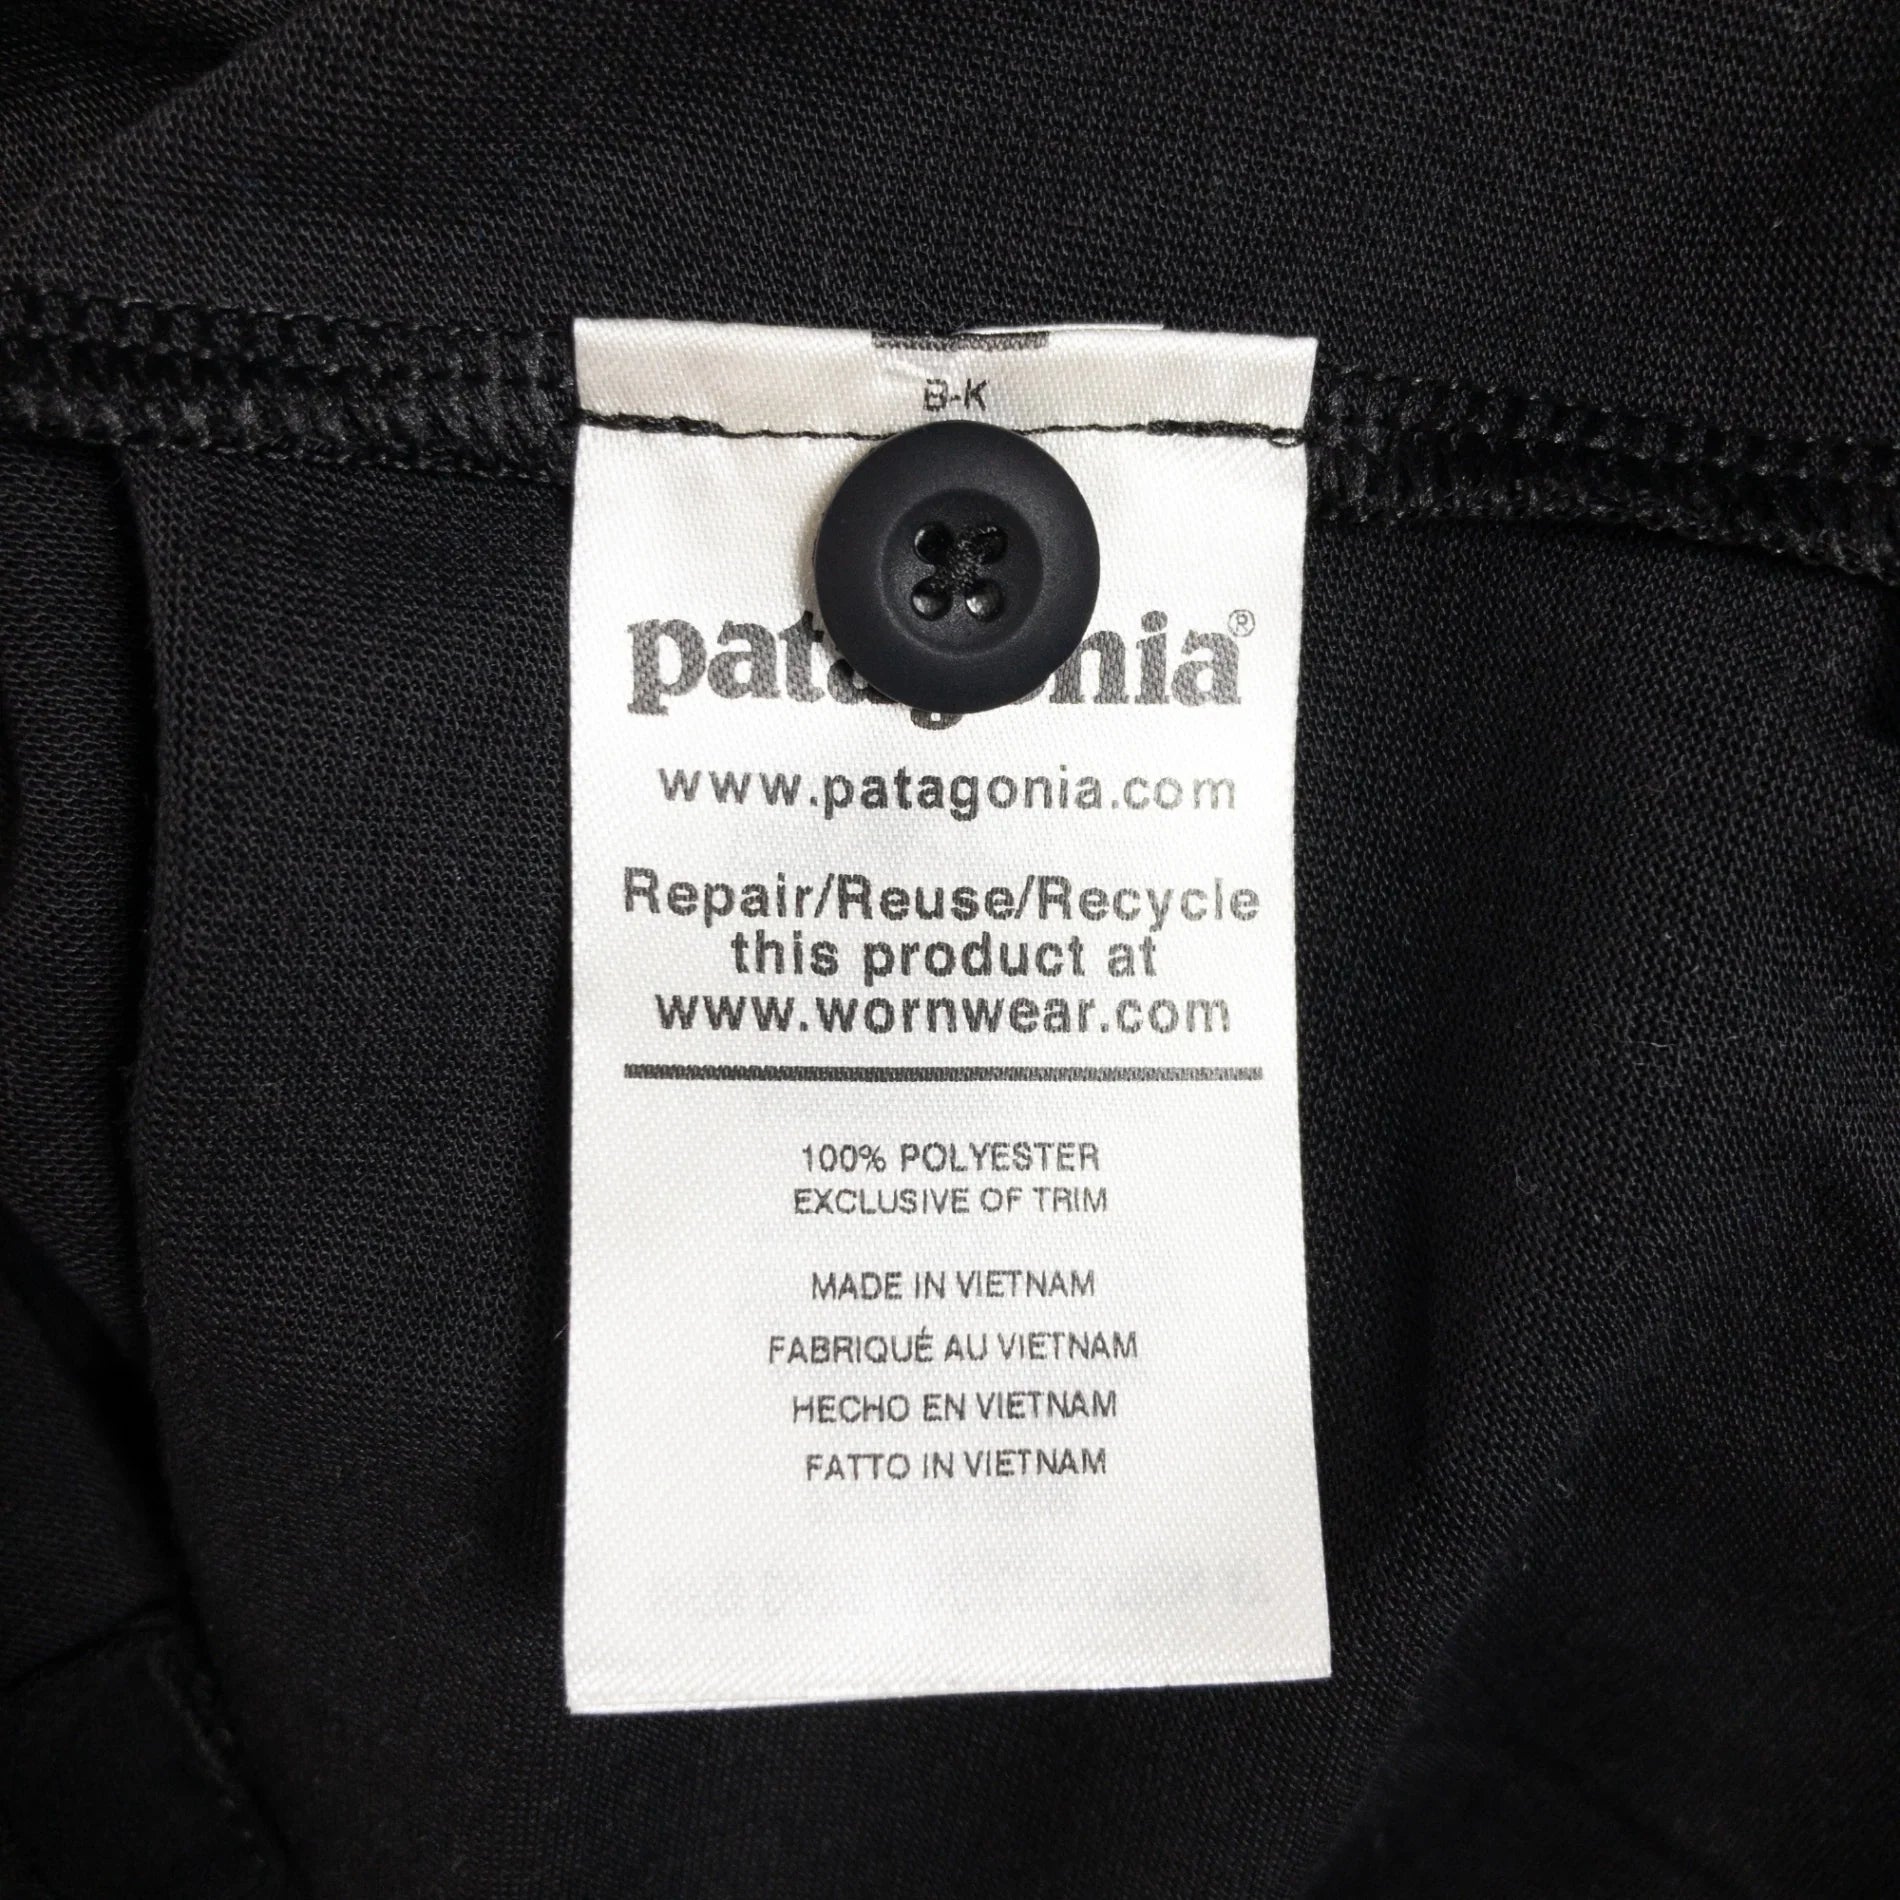 B-K
patagonia®
www.patagonia.com
Repair/Reuse/Recycle
this product at
www.wornwear.com
100% POLYESTER
EXCLUSIVE OF TRIM
MADE IN VIETNAM
FABRIQUÉ AU VIETNAM
HECHO EN VIETNAM
FATTO IN VIETNAM